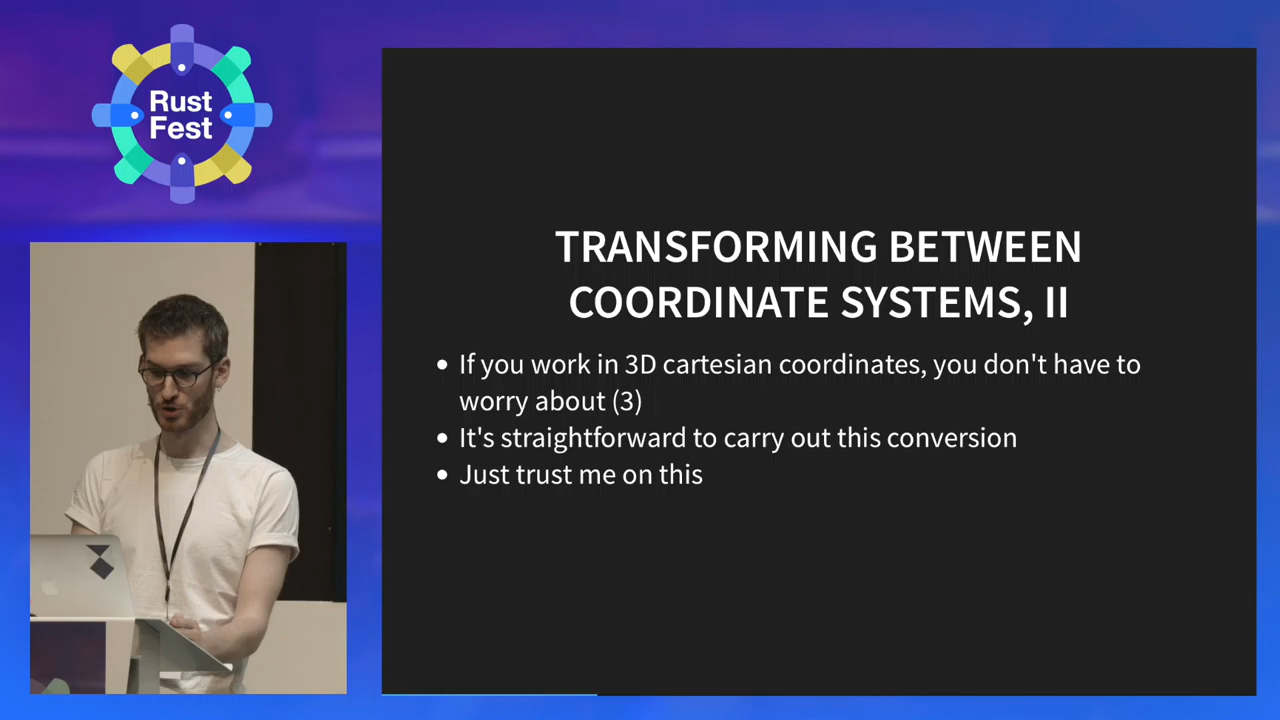 Rust
Fest
TRANSFORMING BETWEEN
COORDINATE SYSTEMS, II
If you work in 3D cartesian coordinates, you don't have to
worry about (3)
It's straightforward to carry out this conversion
Just trust me on this